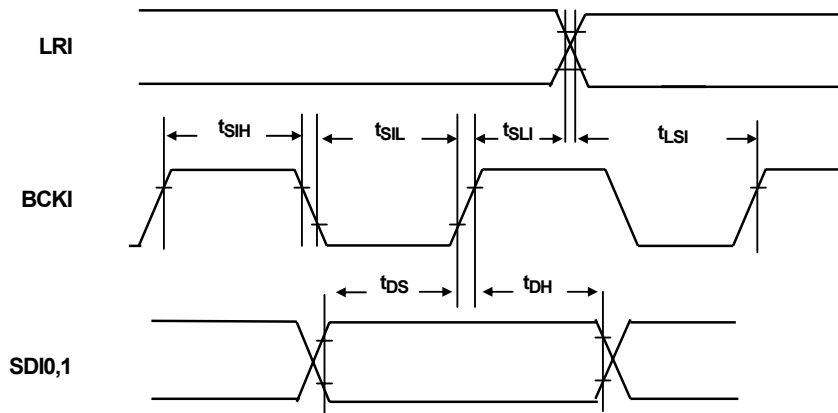 LRI
tSIH
tSIL
tSLI
tLSI
BCKI
tDS
tDH
SDI0,1